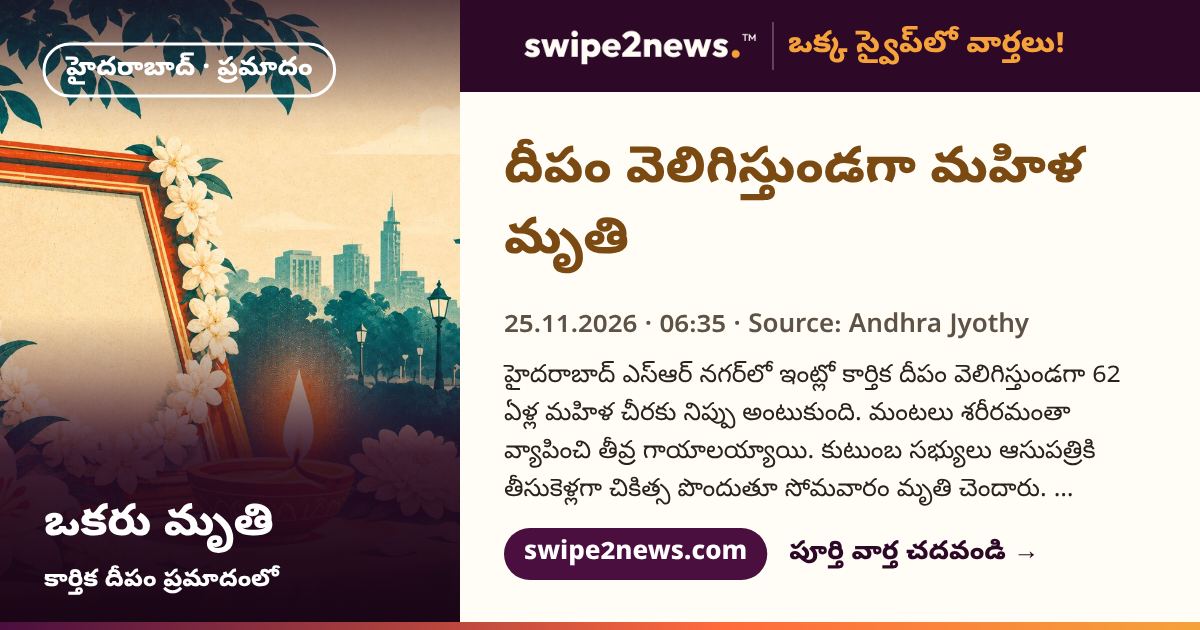 హైదరాబాద్ · ప్రమాదం
ఒకరు మృతి
కార్తిక దీపం ప్రమాదంలో
swipe2news.™ ఒక్క స్వైప్‌లో వార్తలు!
దీపం వెలిగిస్తుండగా మహిళ
మృతి
25.11.2026 · 06:35 · Source: Andhra Jyothy
హైదరాబాద్ ఎస్ఆర్ నగర్‌లో ఇంట్లో కార్తిక దీపం వెలిగిస్తుండగా 62
ఏళ్ల మహిళ చీరకు నిప్పు అంటుకుంది. మంటలు శరీరమంతా
వ్యాపించి తీవ్ర గాయాలయ్యాయి. కుటుంబ సభ్యులు ఆసుపత్రికి
తీసుకెళ్లగా చికిత్స పొందుతూ సోమవారం మృతి చెందారు. ...
swipe2news.com పూర్తి వార్త చదవండి →